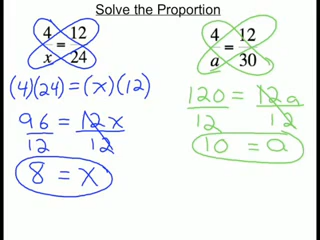 Solve the Proportion
4/x = 12/24
(4)(24) = (x)(12)
96/12 = 12x/12
8 = x
4/a = 12/30
120/12 = 12a/12
10 = a